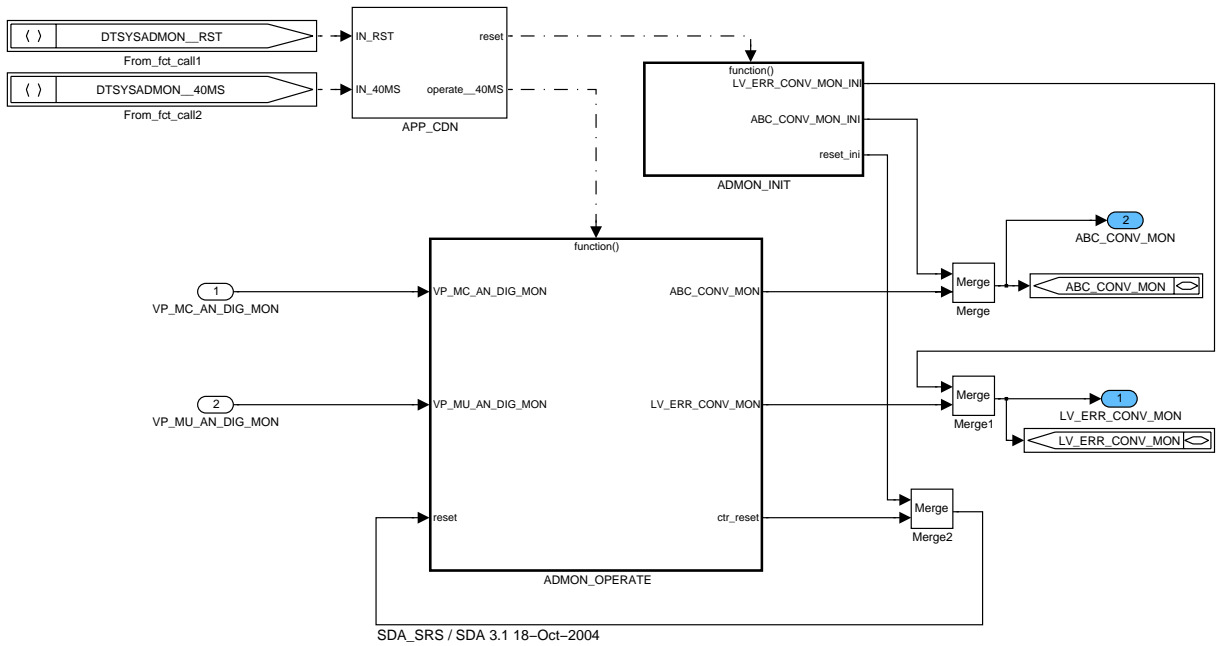 ( ) DTSYSADMON__RST
From_fct_call1
( ) DTSYSADMON__40MS
From_fct_call2
IN_RST reset
IN_40MS operate__40MS
APP_CDN
function()
LV_ERR_CONV_MON_INI
ABC_CONV_MON_INI
reset_ini
ADMON_INIT
2
ABC_CONV_MON
function()
1
VP_MC_AN_DIG_MON
VP_MC_AN_DIG_MON ABC_CONV_MON
Merge
Merge
ABC_CONV_MON
2
VP_MU_AN_DIG_MON
VP_MU_AN_DIG_MON LV_ERR_CONV_MON
Merge
Merge1
1
LV_ERR_CONV_MON
LV_ERR_CONV_MON
reset ctr_reset
Merge
Merge2
ADMON_OPERATE
SDA_SRS / SDA 3.1 18−Oct−2004